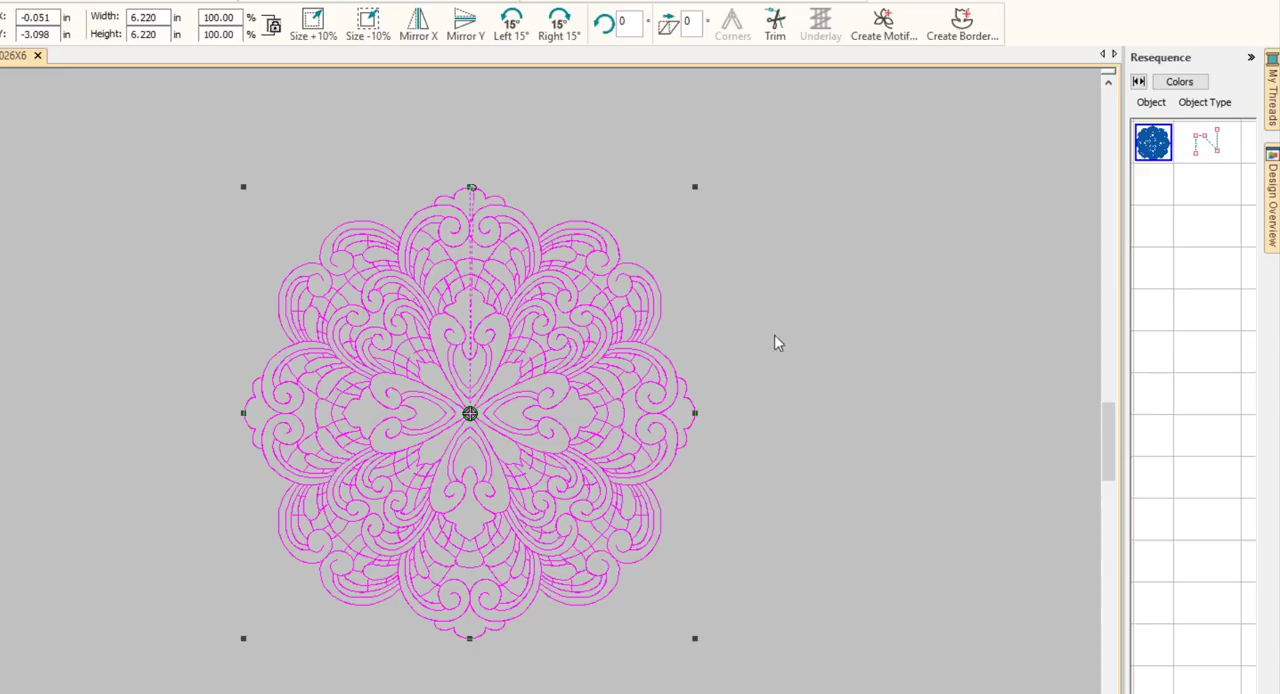 X: -0.051 in Width: 6.220 in 100.00 %
Y: -3.098 in Height: 6.220 in 100.00 %
Size +10% Size -10% Mirror X Mirror Y Left 15° Right 15° 0 ° 0 ° Corners Trim Underlay Create Motif... Create Border...
15° 15°
026X6
Resequence
Colors
Object Object Type
My Threads
Design Overview